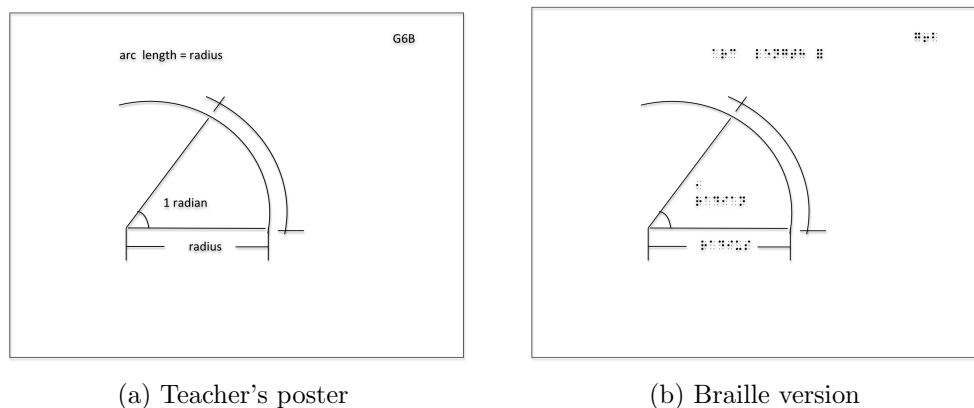 G6B
arc length = radius
1 radian
radius
⠁⠗⠉ ⠇⠑⠝⠛⠞⠓
⠗⠁⠙⠊⠁⠝
⠗⠁⠙⠊⠥⠎
(a) Teacher's poster
(b) Braille version